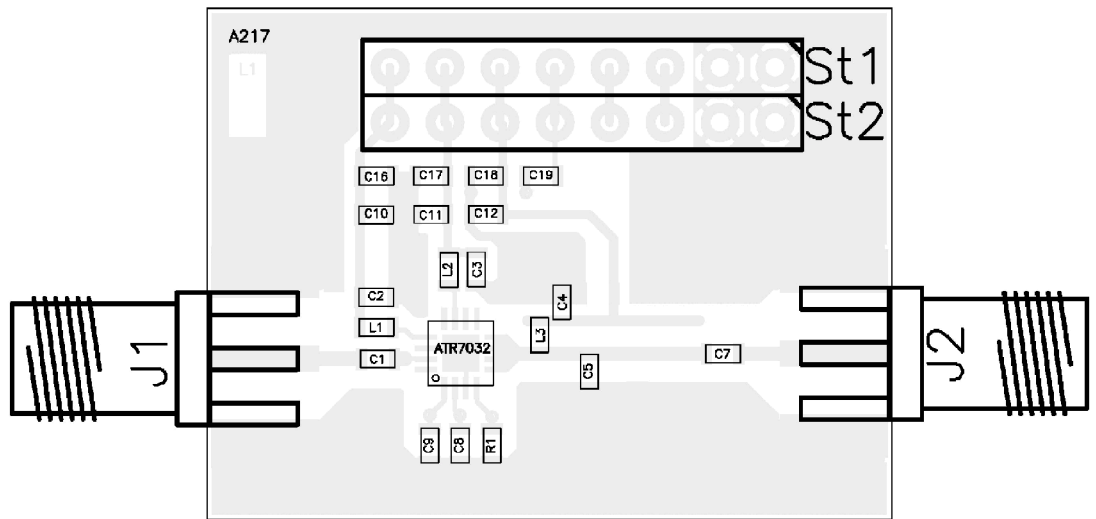 A217
L1
St1
St2
C16 C17 C18 C19
C10 C11 C12
L2 C3
C2
C4
L1
L3
ATR7032
C1
C7
C5
J1
J2
C9 C8 R1